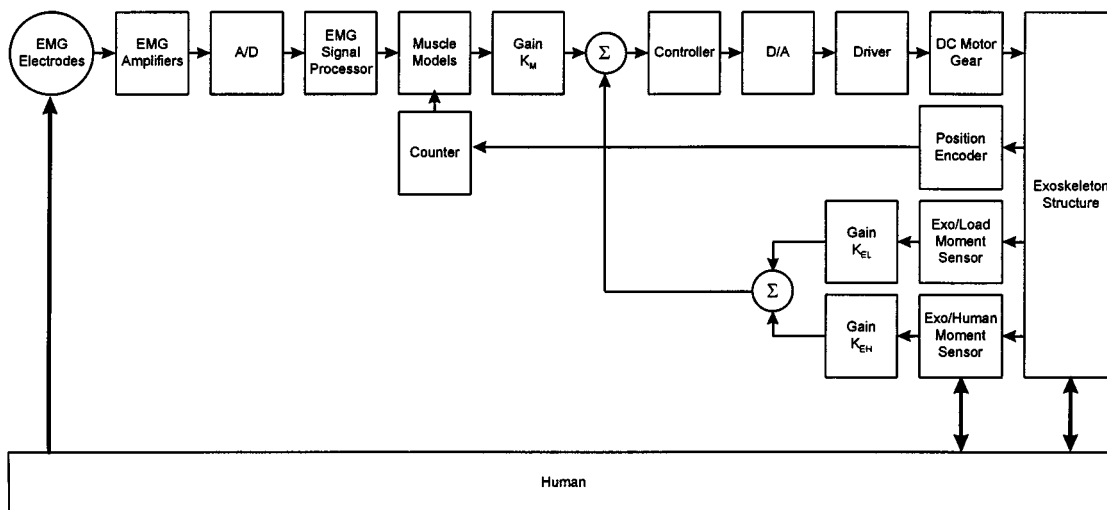 EMG
Electrodes
EMG
Amplifiers
A/D
EMG
Signal
Processor
Muscle
Models
Gain
K_M
Σ
Controller
D/A
Driver
DC Motor
Gear
Counter
Position
Encoder
Exoskeleton
Structure
Gain
K_EL
Exo/Load
Moment
Sensor
Σ
Gain
K_EH
Exo/Human
Moment
Sensor
Human